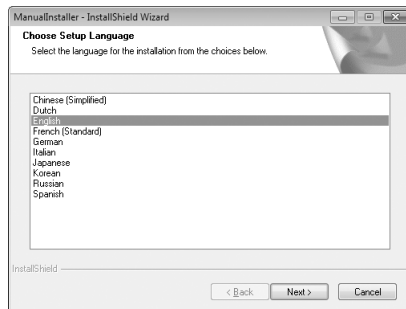 ManualInstaller - InstallShield Wizard
Choose Setup Language
Select the language for the installation from the choices below.
Chinese (Simplified)
Dutch
English
French (Standard)
German
Italian
Japanese
Korean
Russian
Spanish
InstallShield
< Back Next > Cancel